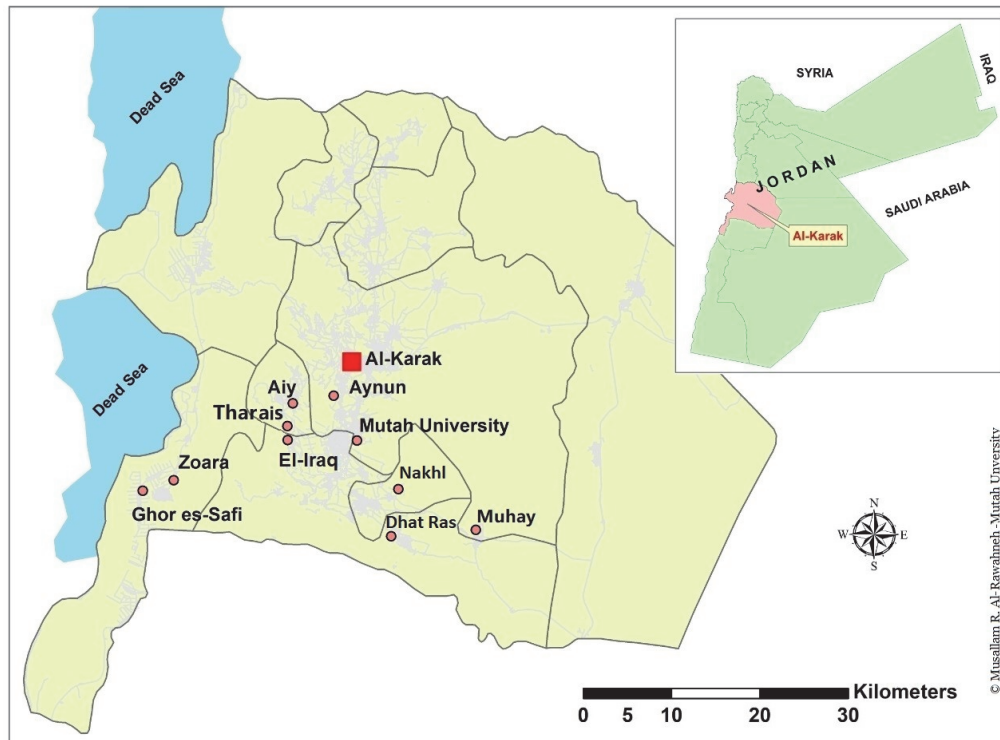 Dead Sea
Dead Sea
Al-Karak
Aiy
Aynun
Tharais
Mutah University
El-Iraq
Zoara
Nakhl
Ghor es-Safi
Dhat Ras
Muhay
SYRIA
IRAQ
JORDAN
SAUDI ARABIA
Al-Karak
N
W E
S
Kilometers
0 5 10 20 30
© Musallam R. Al-Rawahneh -Mutah Unversity